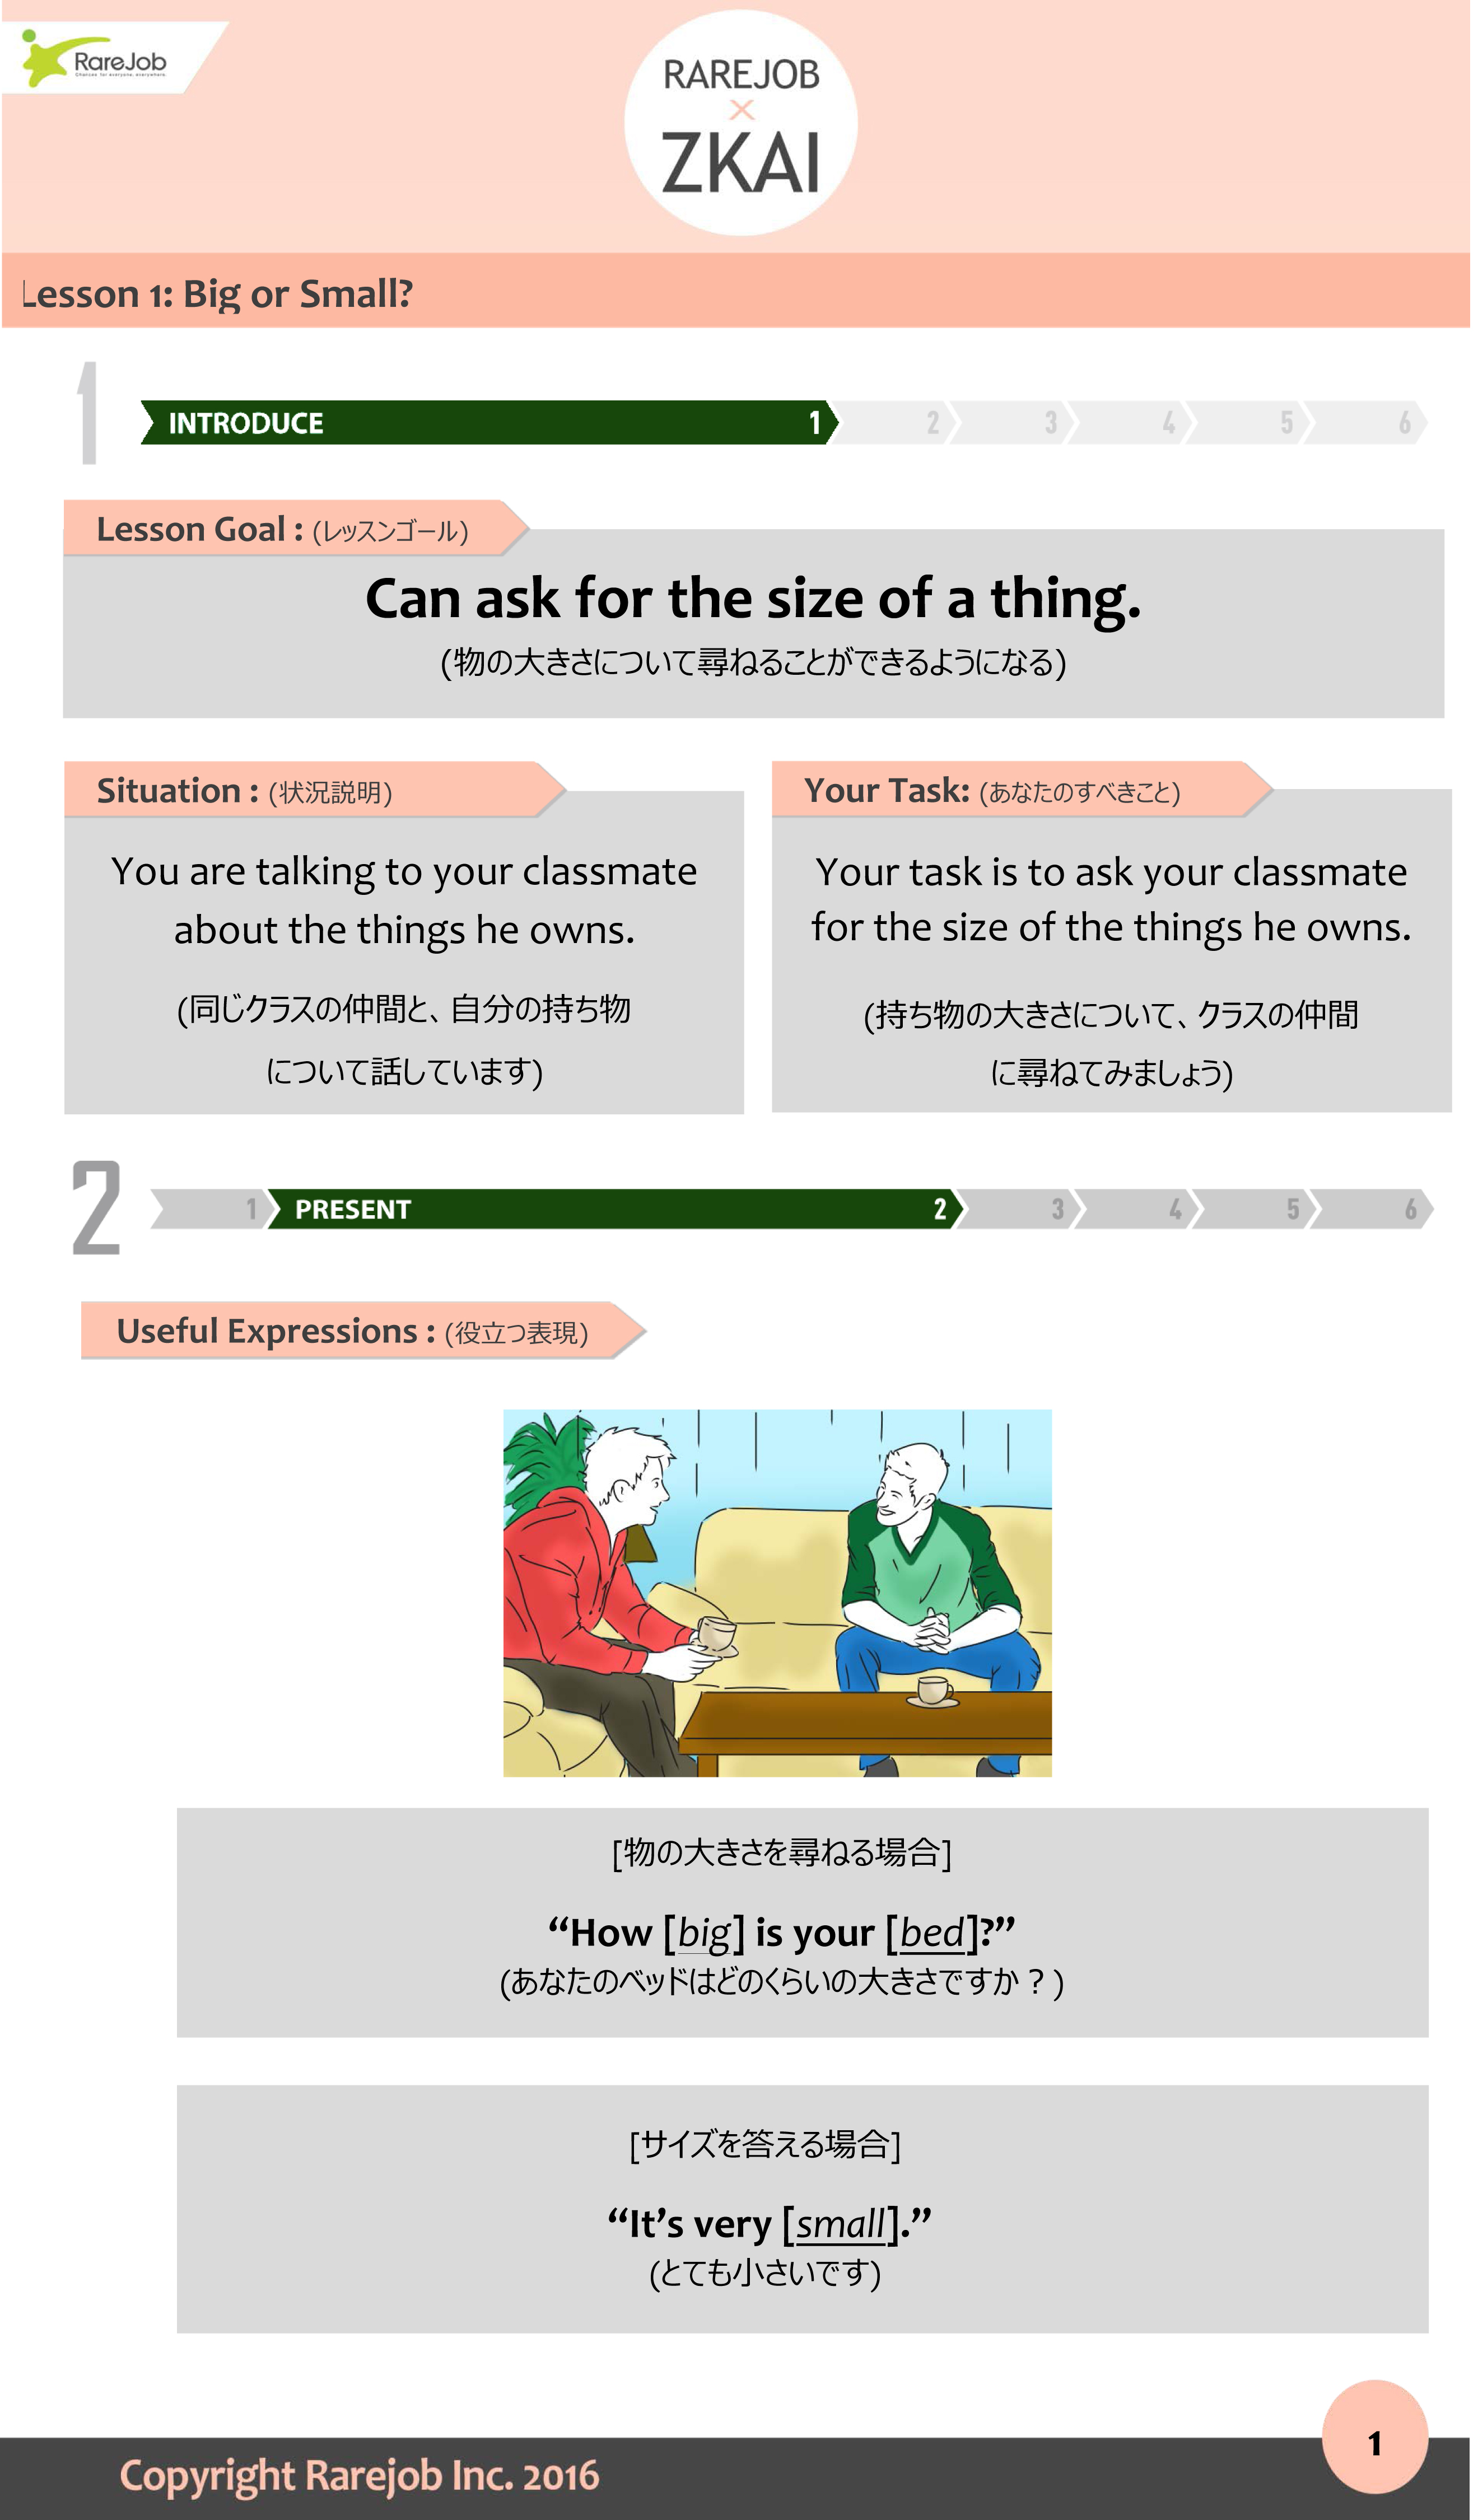 RareJob
Chances for everyone, everywhere.
RAREJOB
×
ZKAI
Lesson 1: Big or Small?
1
INTRODUCE 1 2 3 4 5 6
Lesson Goal : (レッスンゴール)
Can ask for the size of a thing.
(物の大きさについて尋ねることができるようになる)
Situation : (状況説明)
You are talking to your classmate
about the things he owns.
(同じクラスの仲間と、自分の持ち物
について話しています)
Your Task: (あなたのすべきこと)
Your task is to ask your classmate
for the size of the things he owns.
(持ち物の大きさについて、クラスの仲間
に尋ねてみましょう)
2
1 PRESENT 2 3 4 5 6
Useful Expressions : (役立つ表現)
[物の大きさを尋ねる場合]
“How [big] is your [bed]?”
(あなたのベッドはどのくらいの大きさですか？)
[サイズを答える場合]
“It’s very [small].”
(とても小さいです)
1
Copyright Rarejob Inc. 2016